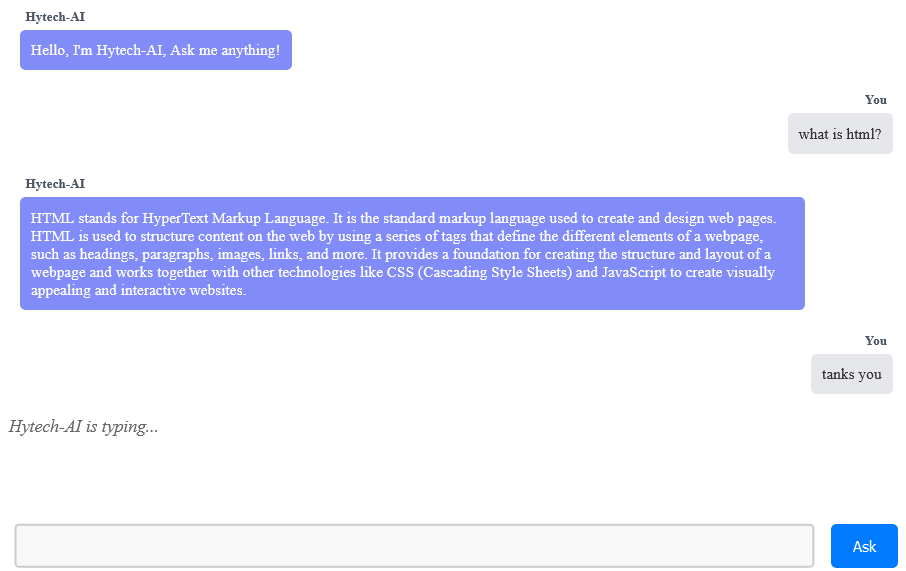 Hytech-AI
Hello, I'm Hytech-AI, Ask me anything!
You
what is html?
Hytech-AI
HTML stands for HyperText Markup Language. It is the standard markup language used to create and design web pages.
HTML is used to structure content on the web by using a series of tags that define the different elements of a webpage,
such as headings, paragraphs, images, links, and more. It provides a foundation for creating the structure and layout of a
webpage and works together with other technologies like CSS (Cascading Style Sheets) and JavaScript to create visually
appealing and interactive websites.
You
tanks you
Hytech-AI is typing...
Ask